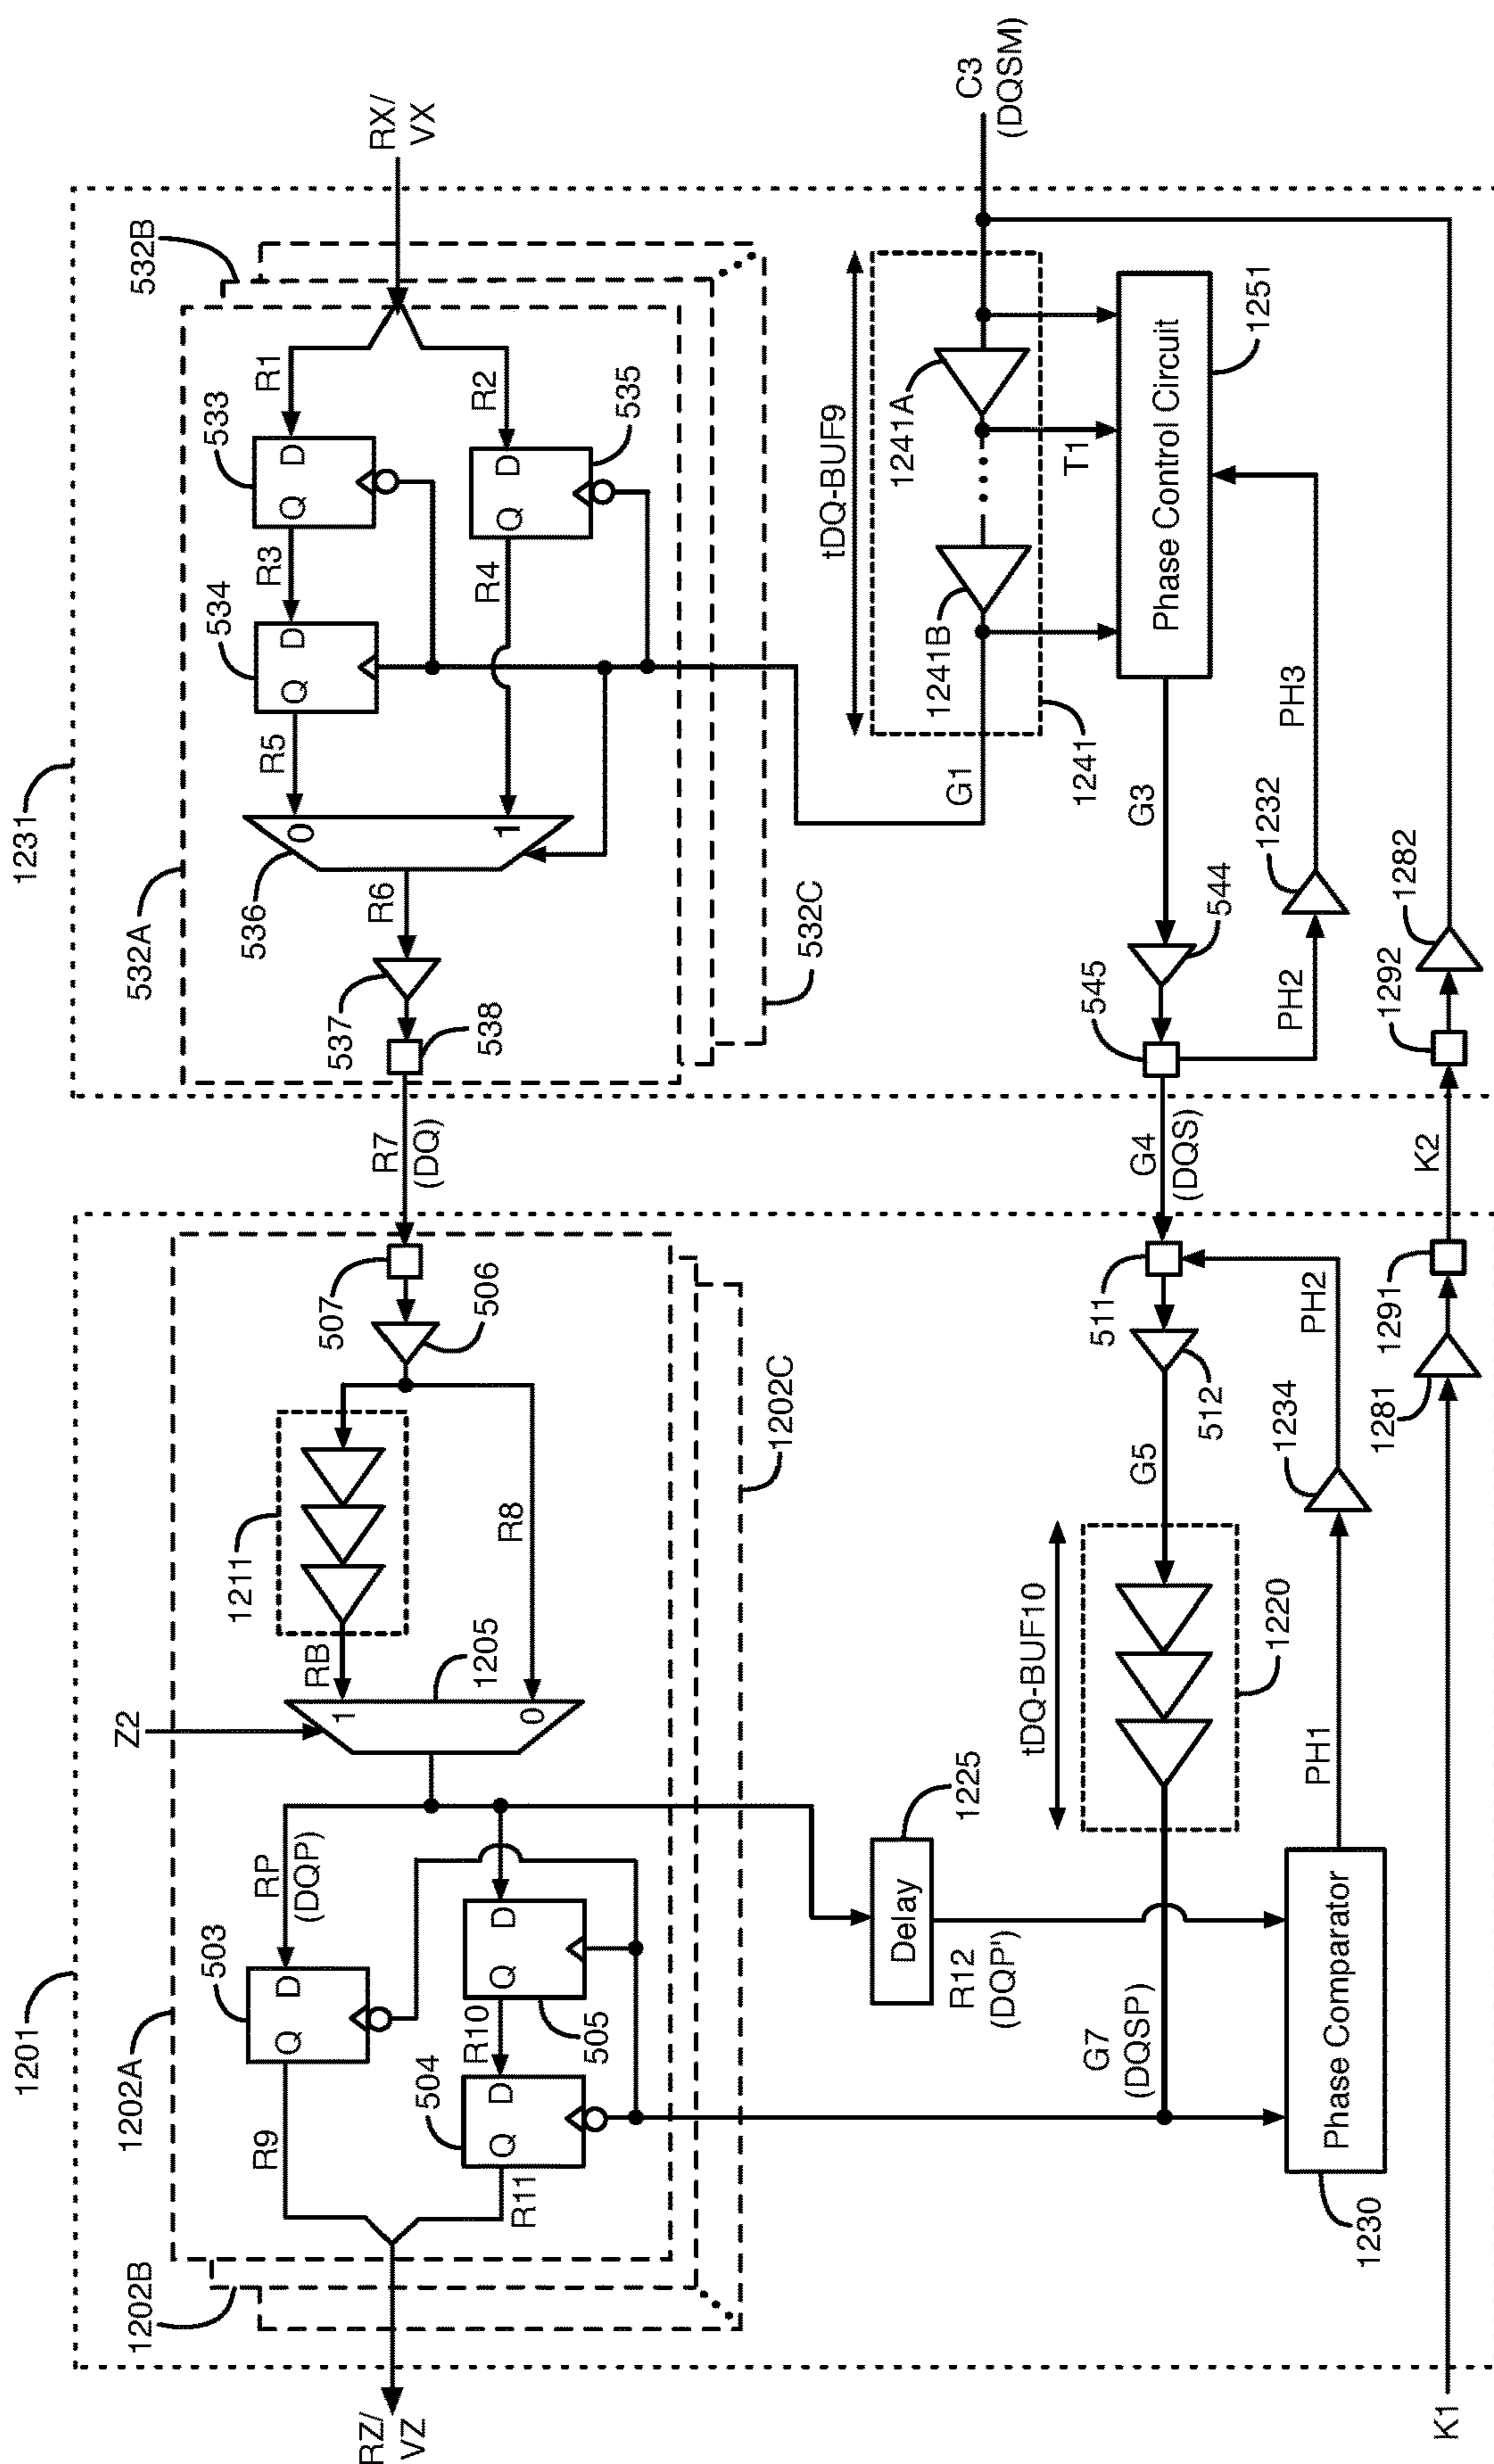 1201
1231
1202A
1202B
1202C
532A
532B
532C
RZ/
VZ
R9
503
Q
D
RP
(DQP)
Z2
1205
RB
1
0
1211
R8
506
507
R7
(DQ)
538
537
R6
536
0
1
R5
534
Q
D
R3
533
Q
D
R1
RX/
VX
R11
504
Q
D
R10
505
Q
D
R4
Q
D
R2
535
Delay
1225
R12
(DQP')
G7
(DQSP)
tDQ-BUF10
1220
G5
512
511
G4
(DQS)
545
544
G3
G1
1241
1241B
1241A
tDQ-BUF9
T1
C3
(DQSM)
Phase Comparator
1230
PH1
1234
PH2
PH2
1232
PH3
Phase Control Circuit
1251
K1
1281
1291
K2
1292
1282